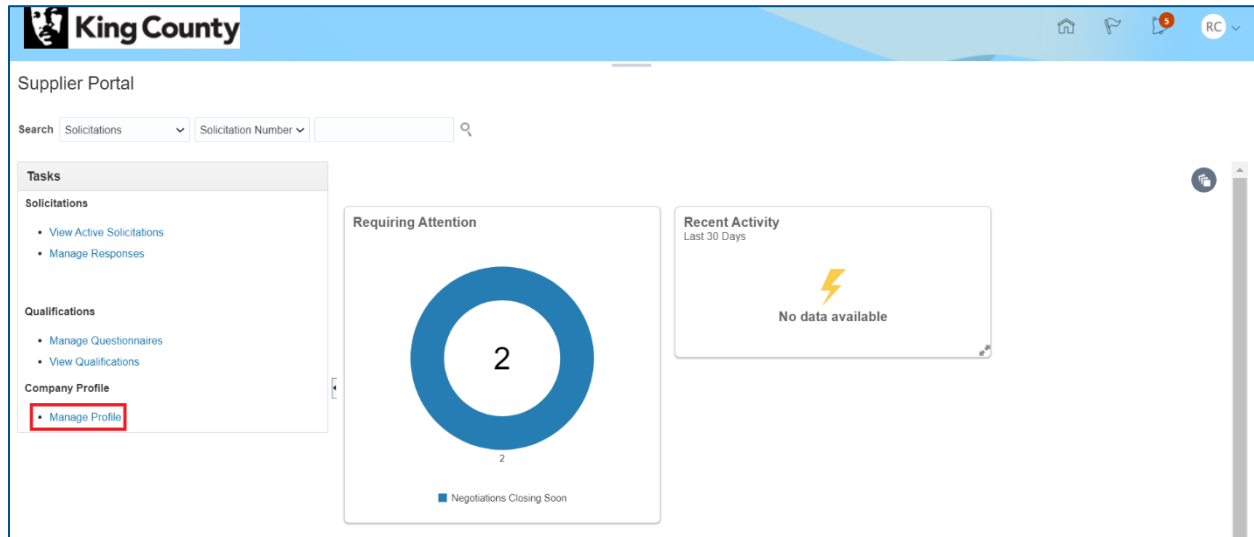 King County
5
RC
Supplier Portal
Search Solicitations Solicitation Number
Tasks
Solicitations
• View Active Solicitations
• Manage Responses
Qualifications
• Manage Questionnaires
• View Qualifications
Company Profile
• Manage Profile
Requiring Attention
2
2
Negotiations Closing Soon
Recent Activity
Last 30 Days
No data available